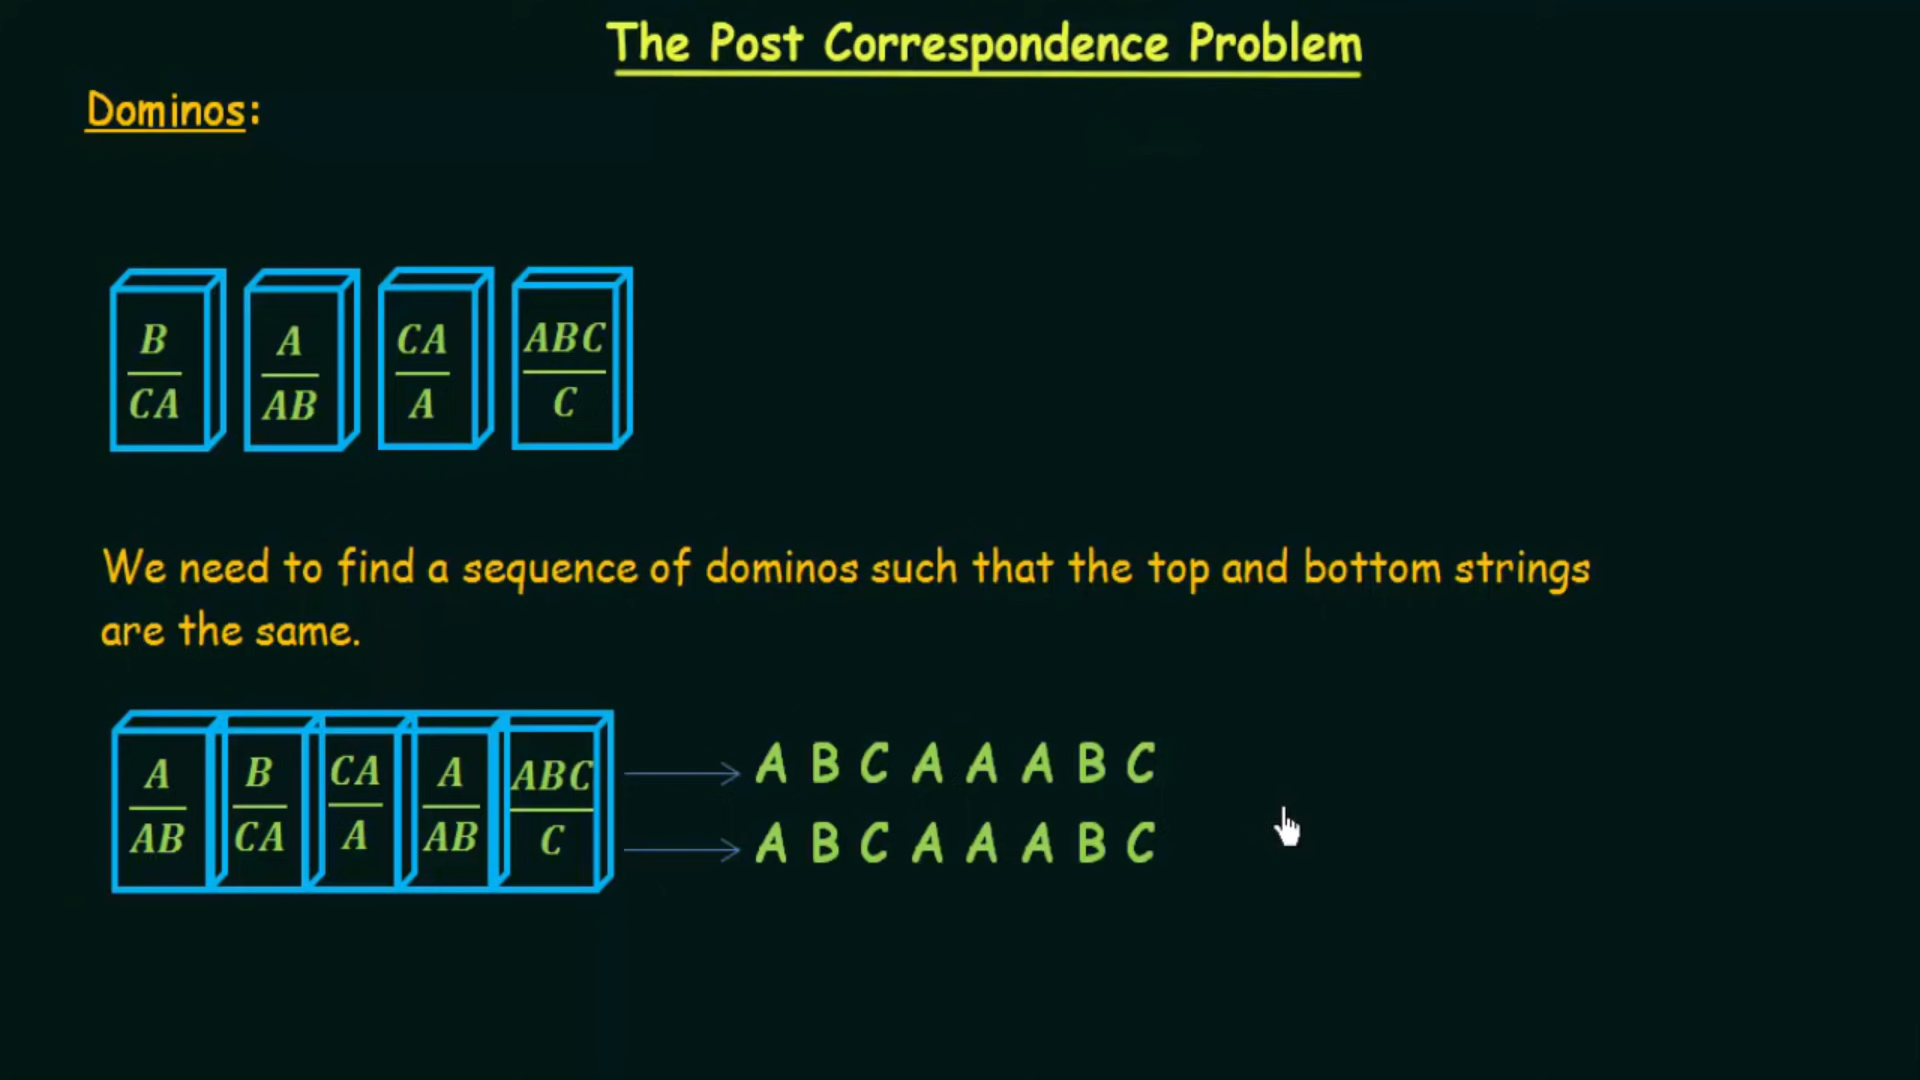 The Post Correspondence Problem
Dominos:
B A CA ABC
CA AB A C
We need to find a sequence of dominos such that the top and bottom strings
are the same.
A B CA A ABC A B C A A A B C
AB CA A AB C A B C A A A B C